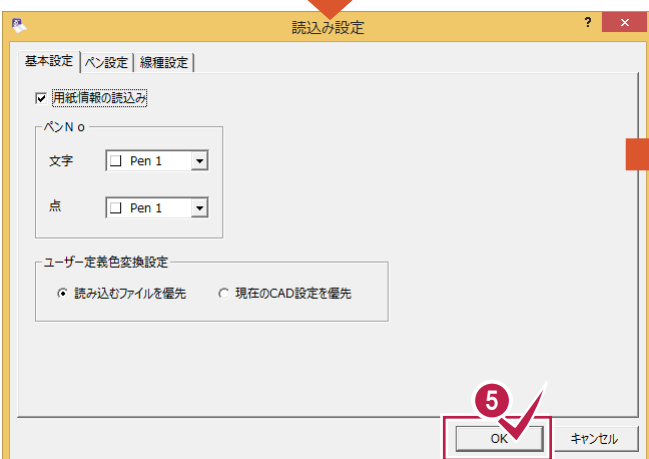 読込み設定
?
×
基本設定 ペン設定 線種設定
用紙情報の読込み
ペンNo
文字 Pen 1
点 Pen 1
ユーザー定義色変換設定
読み込むファイルを優先 現在のCAD設定を優先
5
OK キャンセル